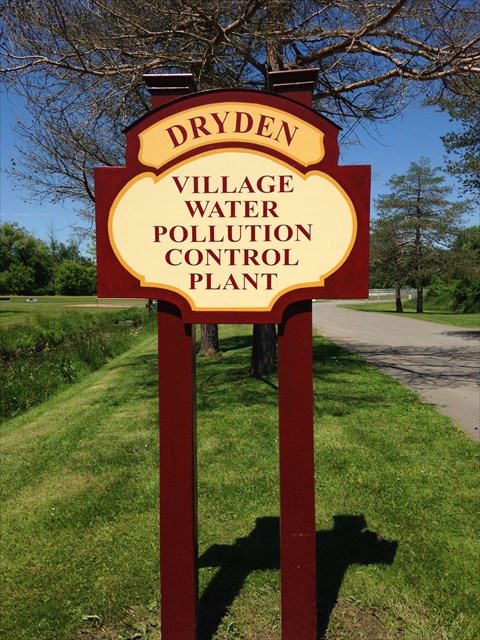 DRYDEN
VILLAGE
WATER
POLLUTION
CONTROL
PLANT